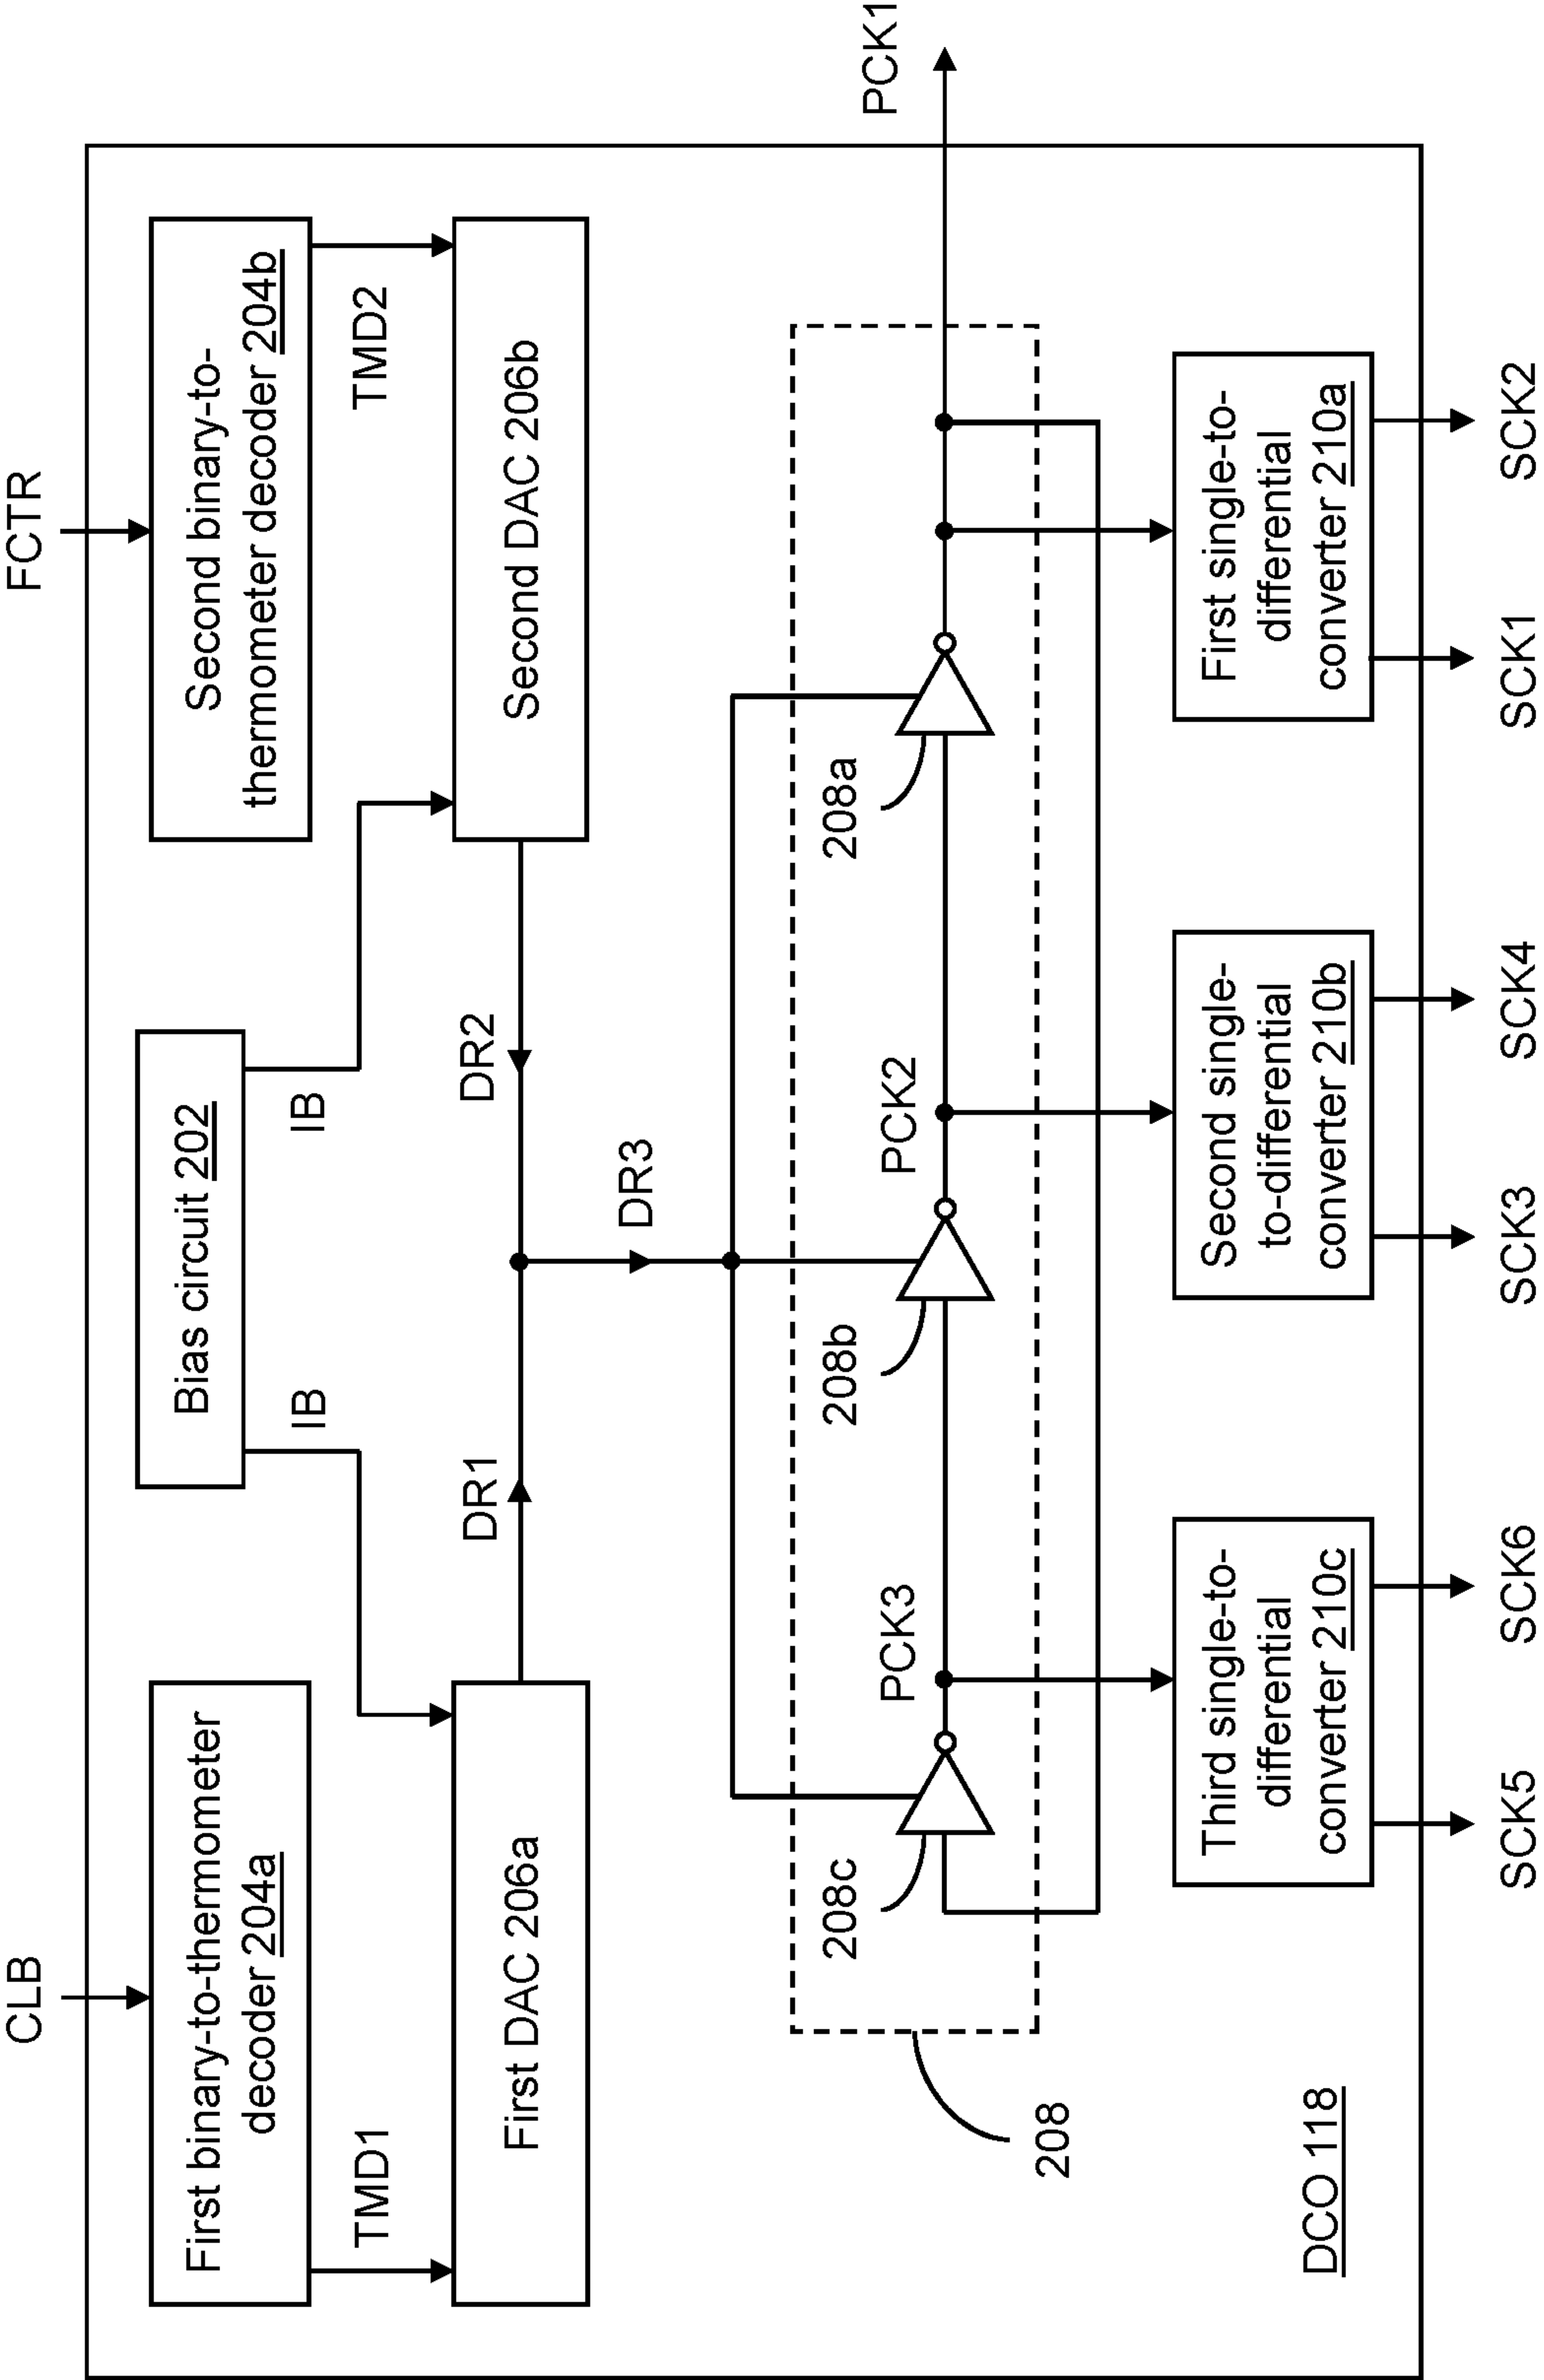 CLB
FCTR
First binary-to-thermometer
decoder 204a
Bias circuit 202
Second binary-to-
thermometer decoder 204b
TMD1
IB
IB
TMD2
First DAC 206a
DR1
DR2
Second DAC 206b
DR3
208c
208b
208a
PCK3
PCK2
PCK1
208
Third single-to-
differential
converter 210c
Second single-
to-differential
converter 210b
First single-to-
differential
converter 210a
DCO 118
SCK5
SCK6
SCK3
SCK4
SCK1
SCK2